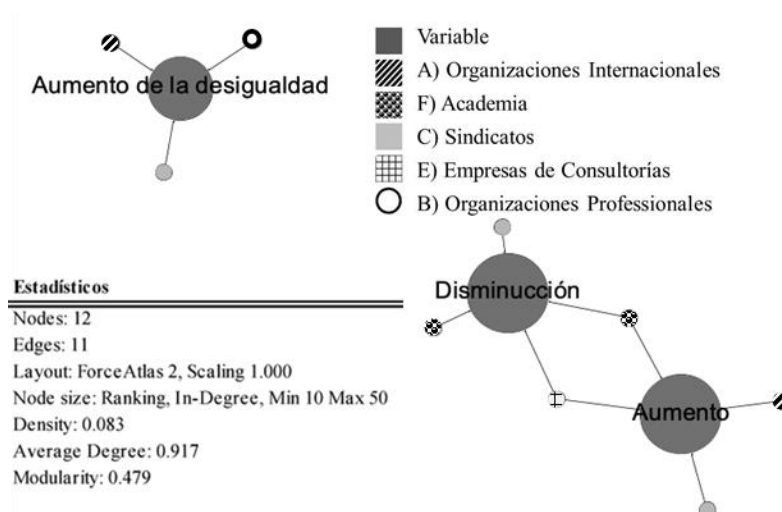 Aumento de la desigualdad
Variable
A) Organizaciones Internacionales
F) Academia
C) Sindicatos
E) Empresas de Consultorías
B) Organizaciones Professionales
Estadísticos
Nodes: 12
Edges: 11
Layout: ForceAtlas 2, Scaling 1.000
Node size: Ranking, In-Degree, Min 10 Max 50
Density: 0.083
Average Degree: 0.917
Modularity: 0.479
Disminucción
Aumento